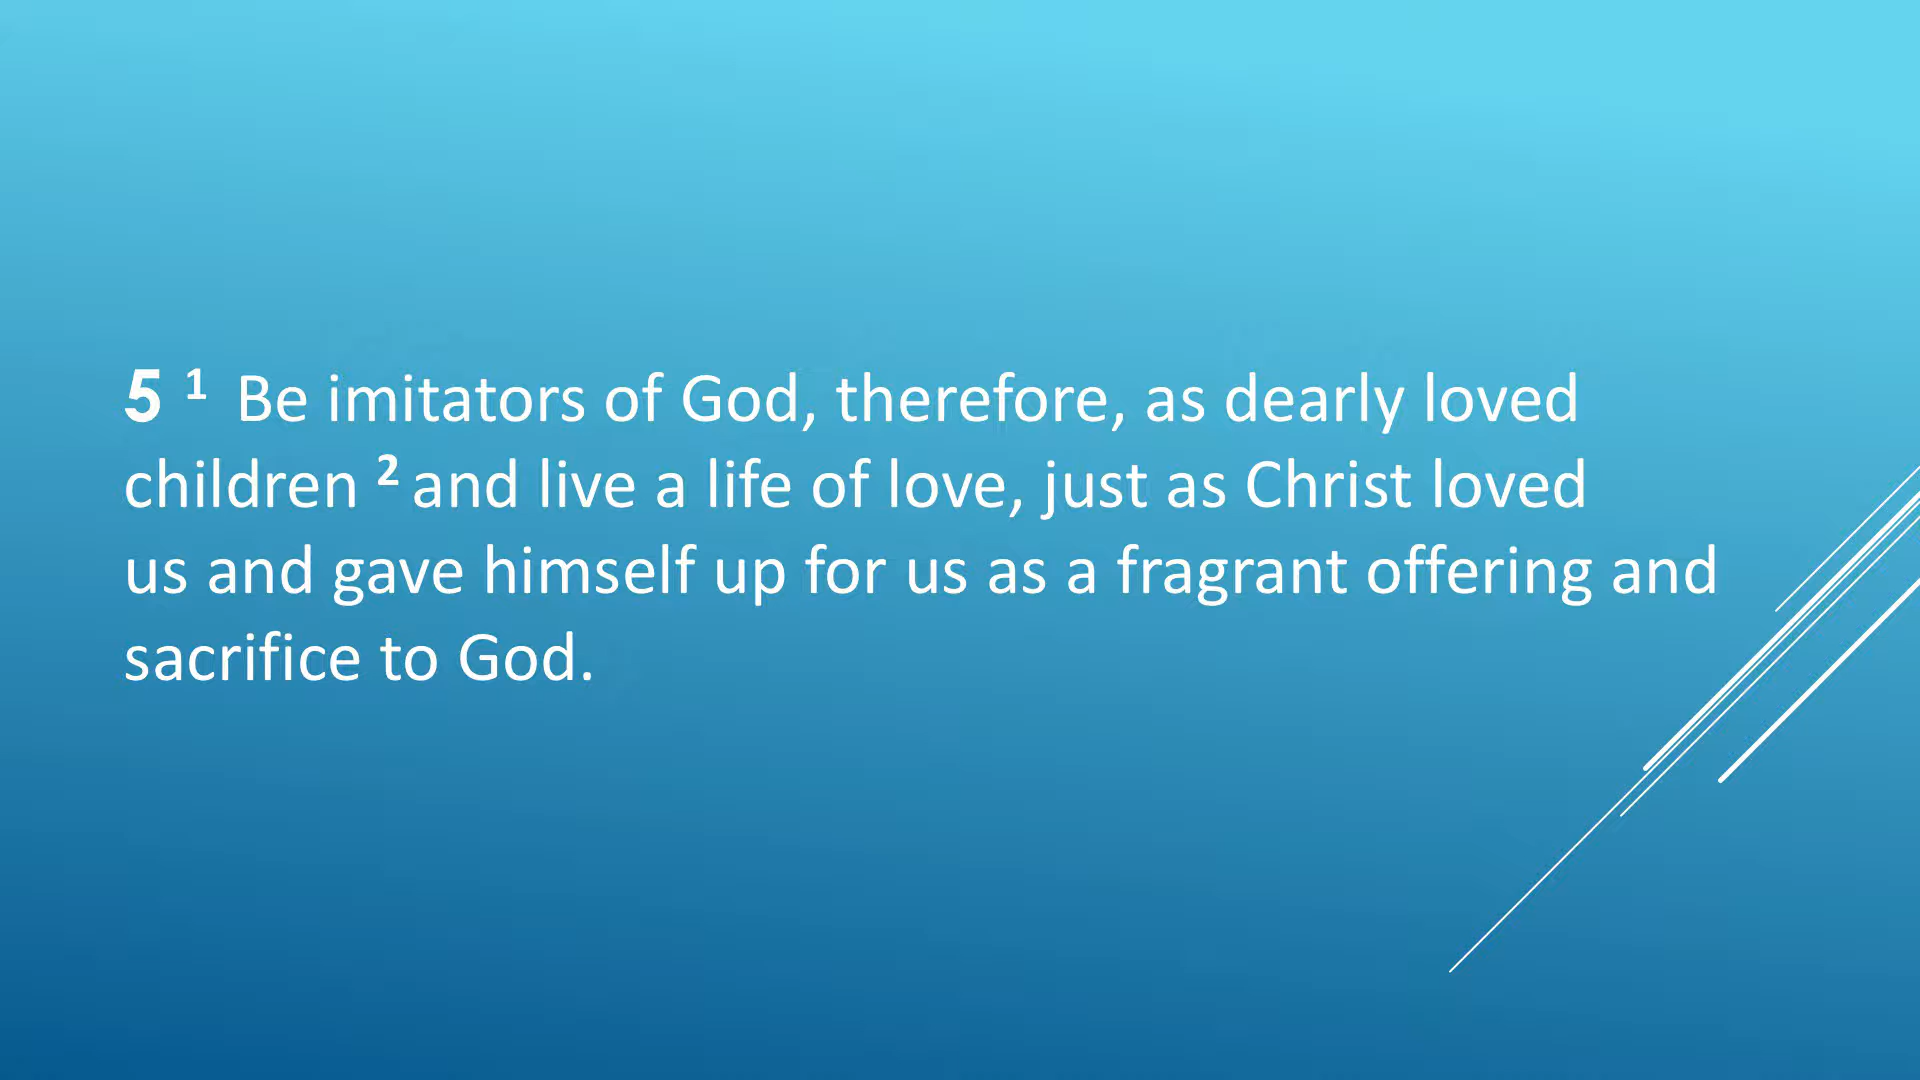 5 1 Be imitators of God, therefore, as dearly loved
children 2 and live a life of love, just as Christ loved
us and gave himself up for us as a fragrant offering and
sacrifice to God.